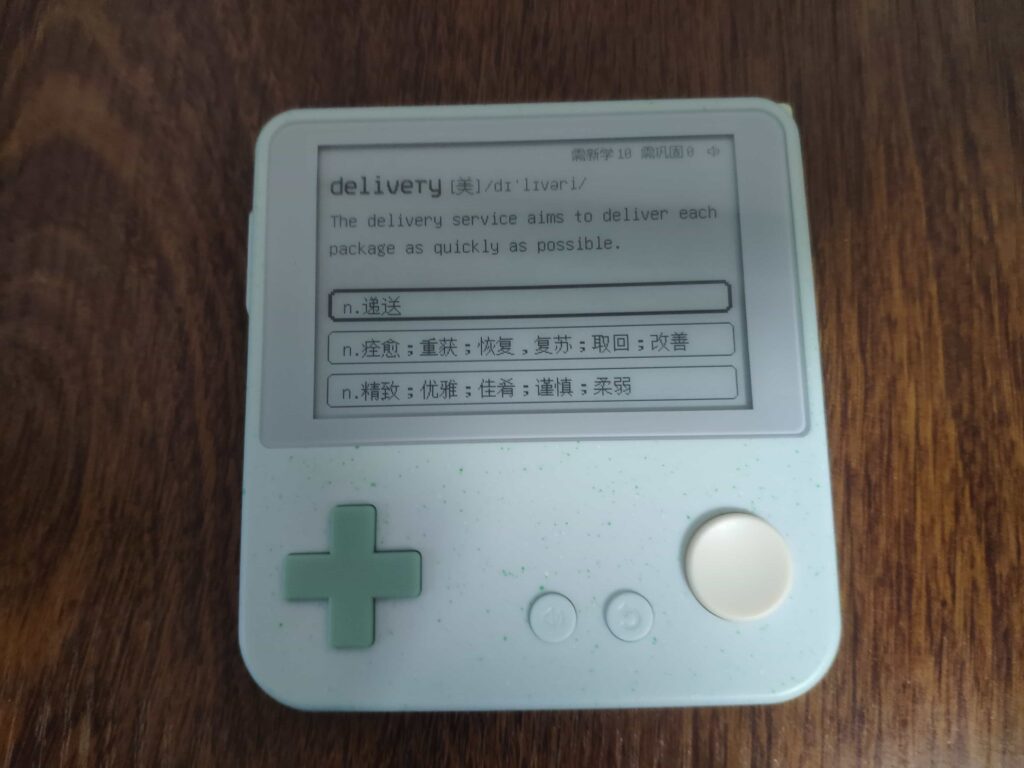 需新学 10 需巩固 0
delivery [美]/dɪˈlɪvəri/
The delivery service aims to deliver each
package as quickly as possible.
n.递送
n.痊愈；重获；恢复，复苏；取回；改善
n.精致；优雅；佳肴；谨慎；柔弱